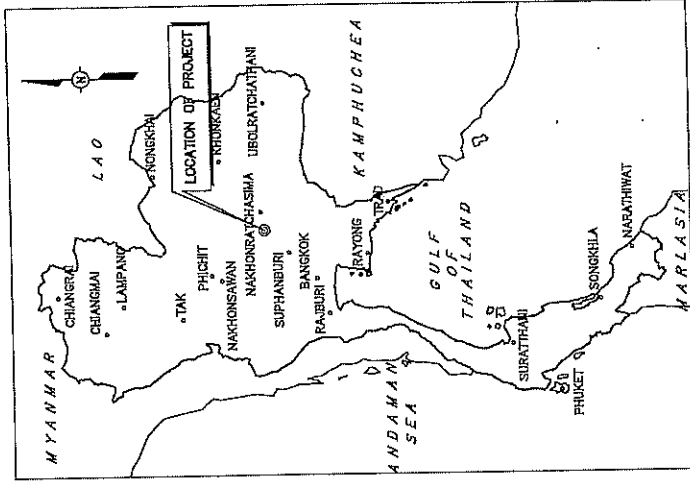 MYANMAR
CHIANGRAI
CHIANGMAI
LAMPANG
LAO
N
NONGKHAI
TAK
PHICHIT
NAKHONSAWAN
LOCATION OF PROJECT
KHONKAEN
NAKHONRATCHASIMA
UBOLRATCHATHANI
SUPHANBURI
BANGKOK
RAJBURI
RAYONG
TRAD
KAMPHUCHEA
GULF
OF
THAILAND
ANDAMAN
SEA
SURATTHANI
PHUKET
SONGKHLA
NARATHIWAT
MARLASIA